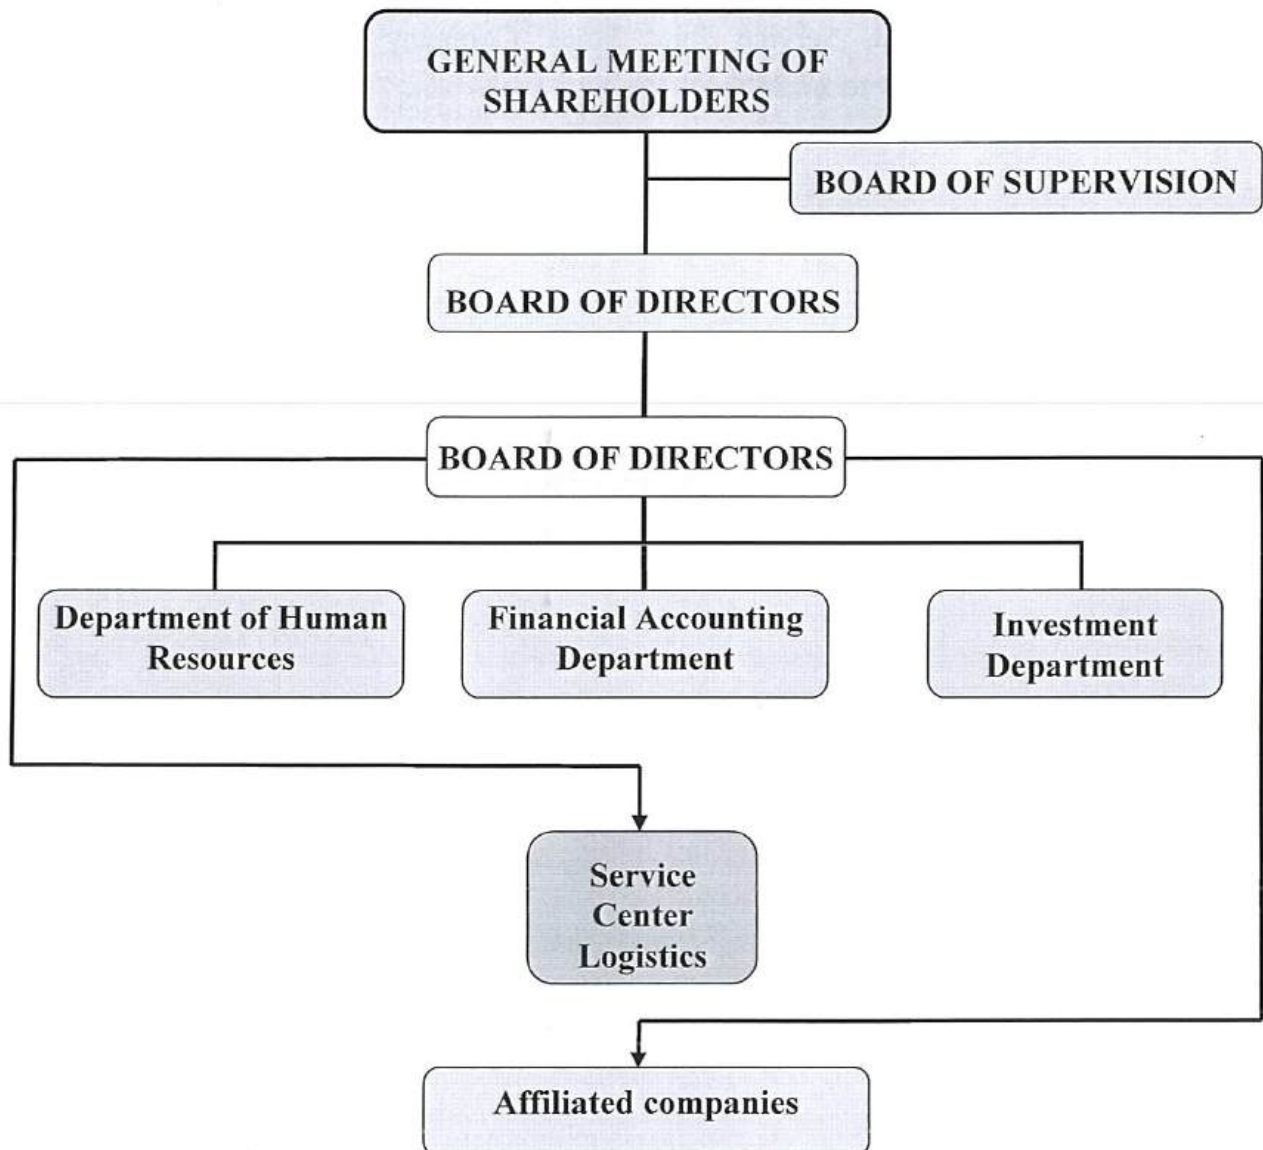 GENERAL MEETING OF
SHAREHOLDERS
BOARD OF SUPERVISION
BOARD OF DIRECTORS
BOARD OF DIRECTORS
Department of Human
Resources
Financial Accounting
Department
Investment
Department
Service
Center
Logistics
Affiliated companies